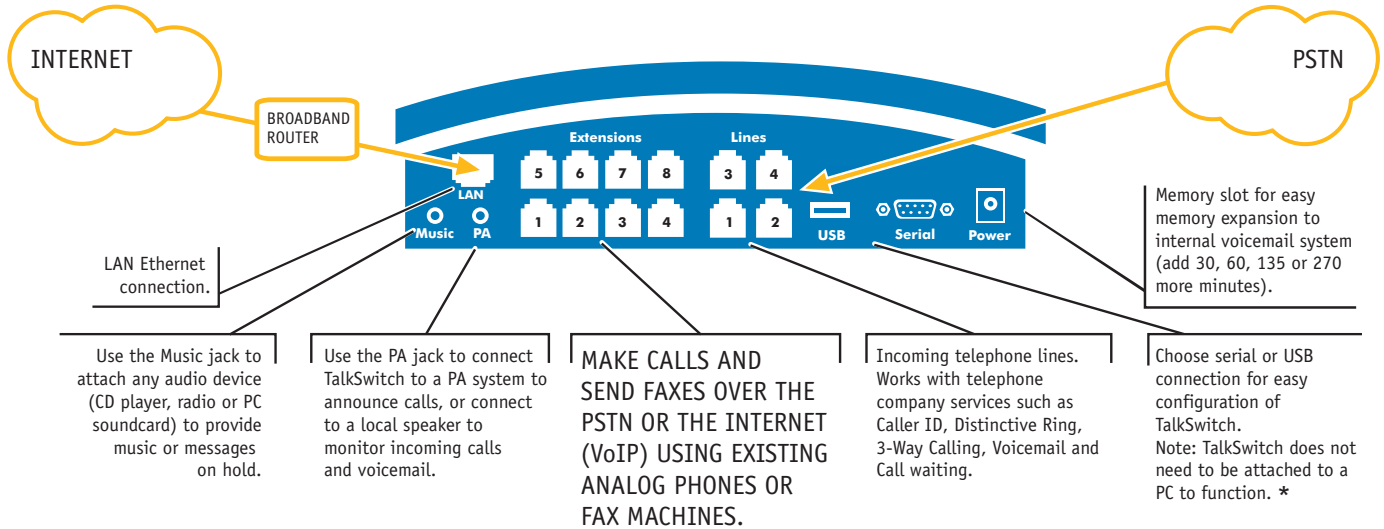 INTERNET
PSTN
BROADBAND
ROUTER
Extensions
Lines
5 6 7 8
3 4
LAN
1 2 3 4
1 2
Music PA
USB Serial Power
Memory slot for easy
memory expansion to
internal voicemail system
(add 30, 60, 135 or 270
more minutes).
LAN Ethernet
connection.
Use the Music jack to
attach any audio device
(CD player, radio or PC
soundcard) to provide
music or messages
on hold.
Use the PA jack to connect
TalkSwitch to a PA system to
announce calls, or connect
to a local speaker to
monitor incoming calls
and voicemail.
MAKE CALLS AND
SEND FAXES OVER THE
PSTN OR THE INTERNET
(VoIP) USING EXISTING
ANALOG PHONES OR
FAX MACHINES.
Incoming telephone lines.
Works with telephone
company services such as
Caller ID, Distinctive Ring,
3-Way Calling, Voicemail and
Call waiting.
Choose serial or USB
connection for easy
configuration of
TalkSwitch.
Note: TalkSwitch does not
need to be attached to a
PC to function. *